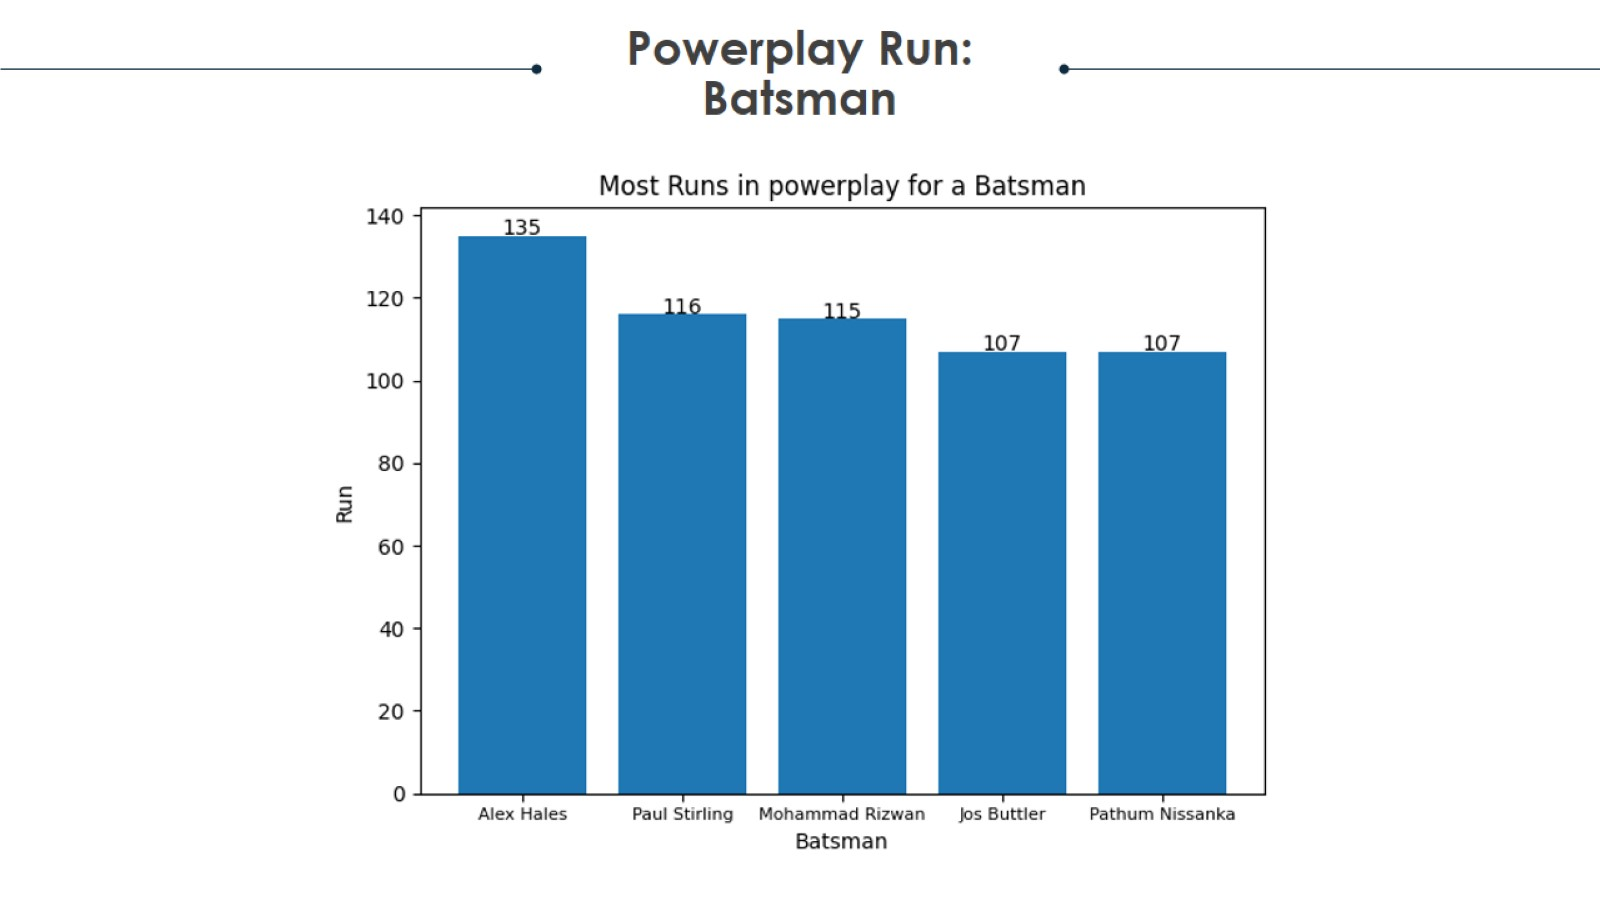 Powerplay Run:
Batsman
Most Runs in powerplay for a Batsman
140
120
100
80
60
40
20
0
Run
135
116
115
107
107
Alex Hales
Paul Stirling
Mohammad Rizwan
Jos Buttler
Pathum Nissanka
Batsman